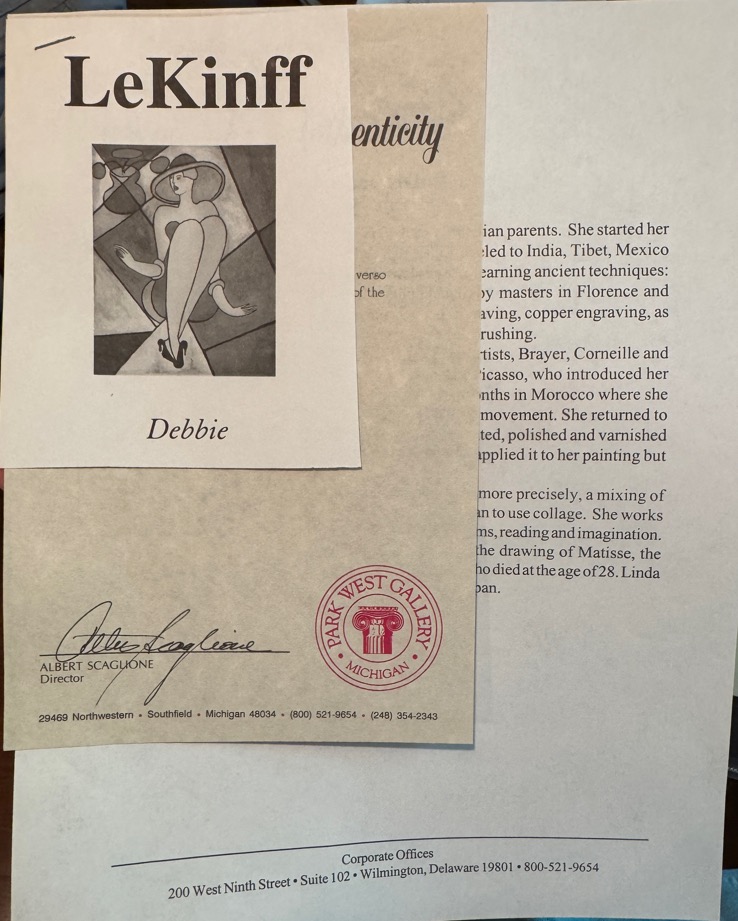 LeKinff
Debbie
enticity
verso
of the
ALBERT SCAGLIONE
Director
PARK WEST GALLERY
• MICHIGAN •
29469 Northwestern • Southfield • Michigan 48034 • (800) 521-9654 • (248) 354-2343
ian parents. She started her
led to India, Tibet, Mexico
earning ancient techniques:
by masters in Florence and
aving, copper engraving, as
rushing.
rtists, Brayer, Corneille and
Picasso, who introduced her
onths in Morocco where she
movement. She returned to
ted, polished and varnished
applied it to her painting but
more precisely, a mixing of
an to use collage. She works
ms, reading and imagination.
the drawing of Matisse, the
ho died at the age of 28. Linda
pan.
Corporate Offices
200 West Ninth Street • Suite 102 • Wilmington, Delaware 19801 • 800-521-9654